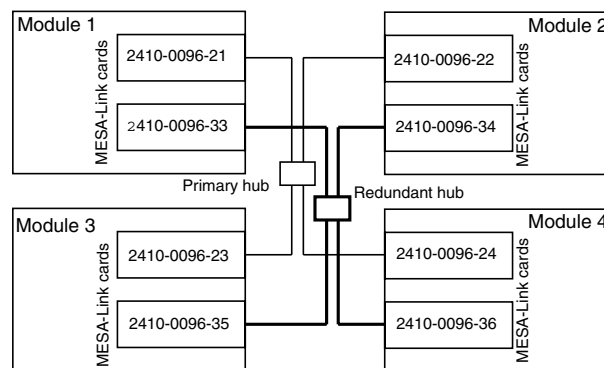 Module 1
2410-0096-21
2410-0096-33
MESA-Link cards
Module 2
2410-0096-22
2410-0096-34
MESA-Link cards
Primary hub
Redundant hub
Module 3
2410-0096-23
2410-0096-35
MESA-Link cards
Module 4
2410-0096-24
2410-0096-36
MESA-Link cards